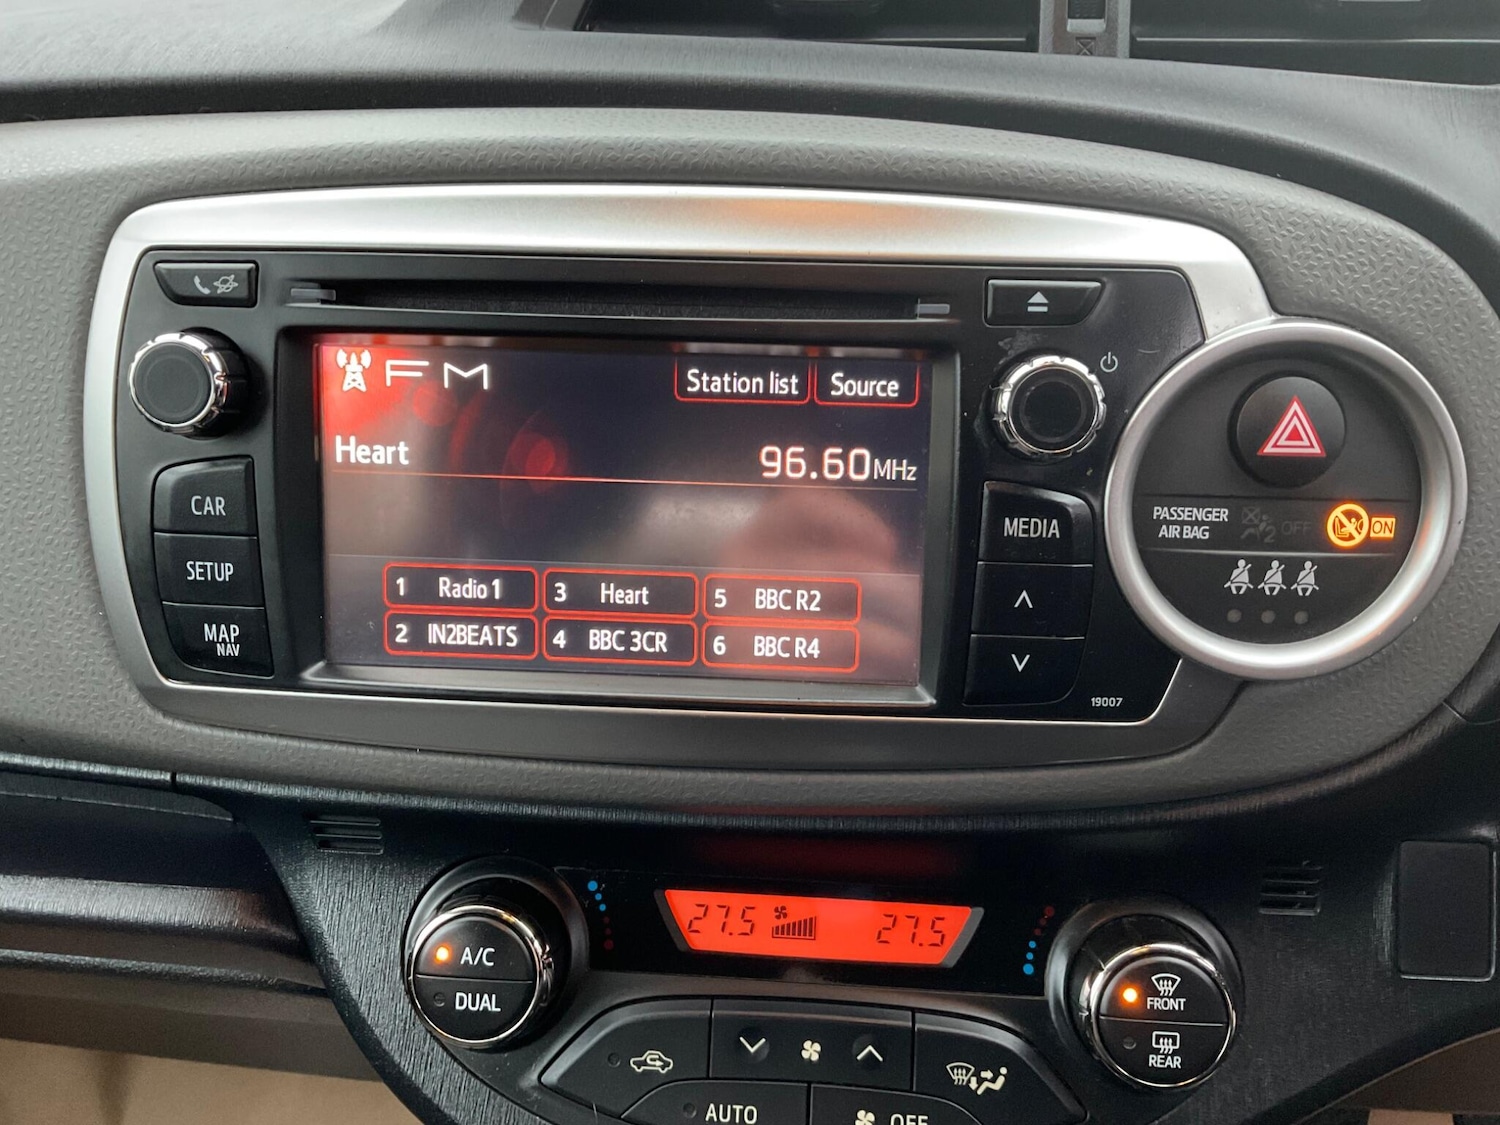 FM
Station list
Source
Heart
96.60MHz
1 Radio 1
3 Heart
5 BBC R2
2 IN2BEATS
4 BBC 3CR
6 BBC R4
CAR
SETUP
MAP
NAV
MEDIA
19007
PASSENGER
AIR BAG
2 OFF
ON
27.5
27.5
A/C
DUAL
FRONT
REAR
AUTO
OFF